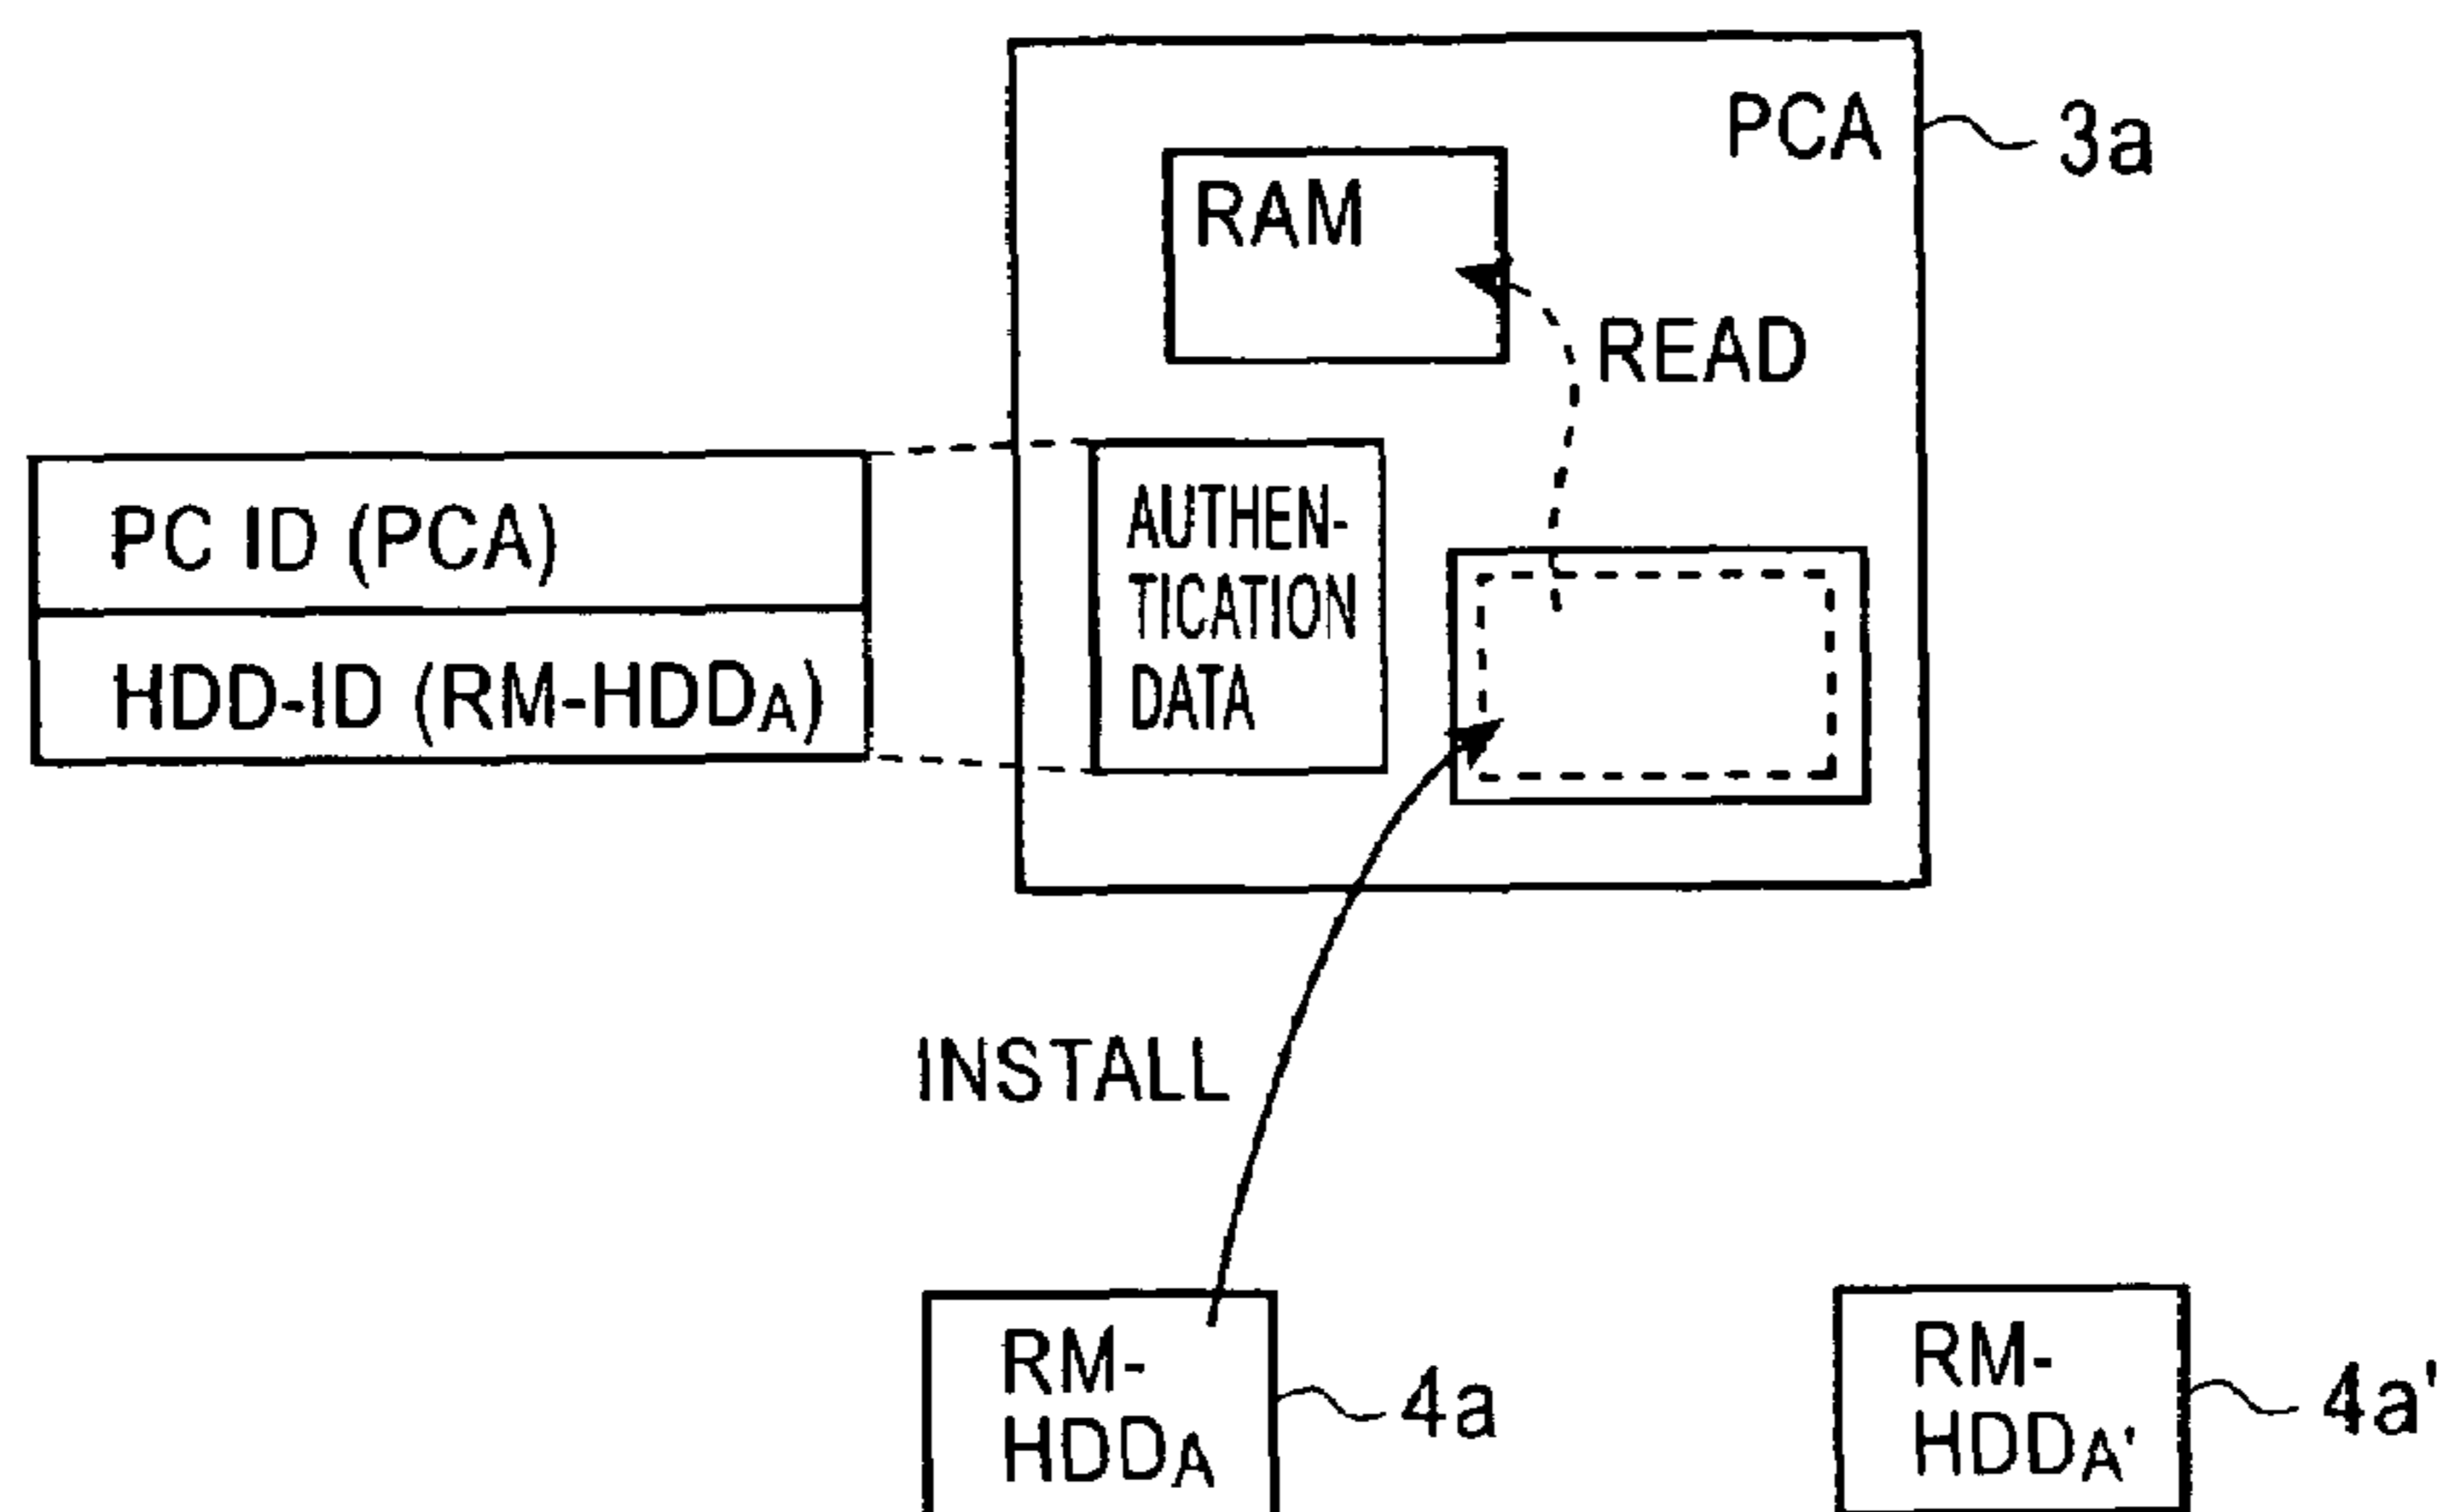 PCA
3a
RAM
READ
PC ID (PCA)
HDD-ID (RM-HDDA)
AUTHEN-
TICATION
DATA
INSTALL
RM-
HDDA
4a
RM-
HDDA'
4a'